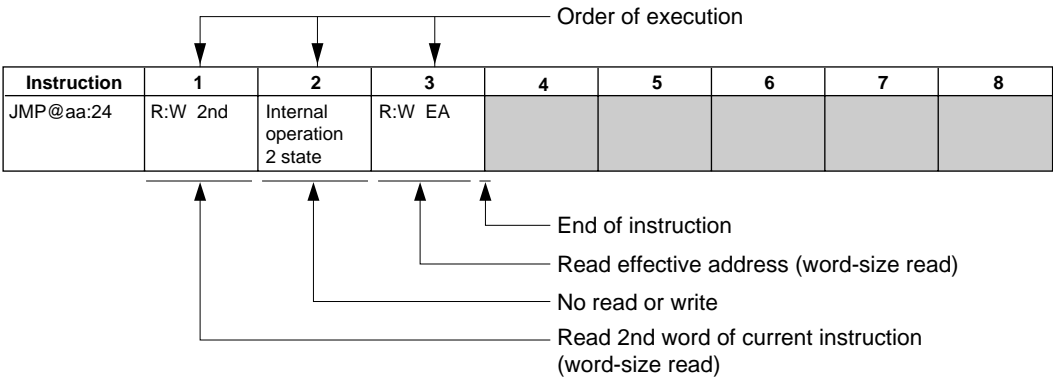 Order of execution
Instruction 1 2 3 4 5 6 7 8
JMP@aa:24 R:W 2nd Internal R:W EA
operation
2 state
End of instruction
Read effective address (word-size read)
No read or write
Read 2nd word of current instruction
(word-size read)